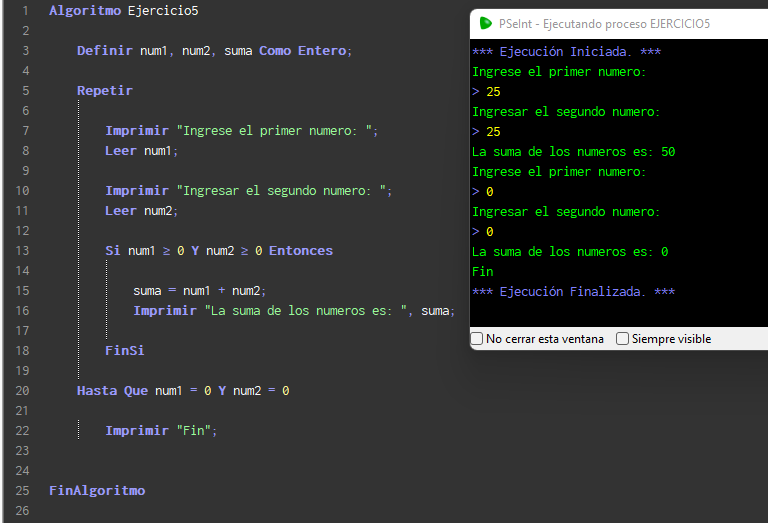 1 Algoritmo Ejercicio5
2
3 Definir num1, num2, suma Como Entero;
4
5 Repetir
6
7 Imprimir "Ingrese el primer numero: ";
8 Leer num1;
9
10 Imprimir "Ingresar el segundo numero: ";
11 Leer num2;
12
13 Si num1 ≥ 0 Y num2 ≥ 0 Entonces
14
15 suma = num1 + num2;
16 Imprimir "La suma de los numeros es: ", suma;
17
18 FinSi
19
20 Hasta Que num1 = 0 Y num2 = 0
21
22 Imprimir "Fin";
23
24
25 FinAlgoritmo
26
PSeInt - Ejecutando proceso EJERCICIO5
*** Ejecución Iniciada. ***
Ingrese el primer numero:
> 25
Ingresar el segundo numero:
> 25
La suma de los numeros es: 50
Ingrese el primer numero:
> 0
Ingresar el segundo numero:
> 0
La suma de los numeros es: 0
Fin
*** Ejecución Finalizada. ***
No cerrar esta ventana Siempre visible